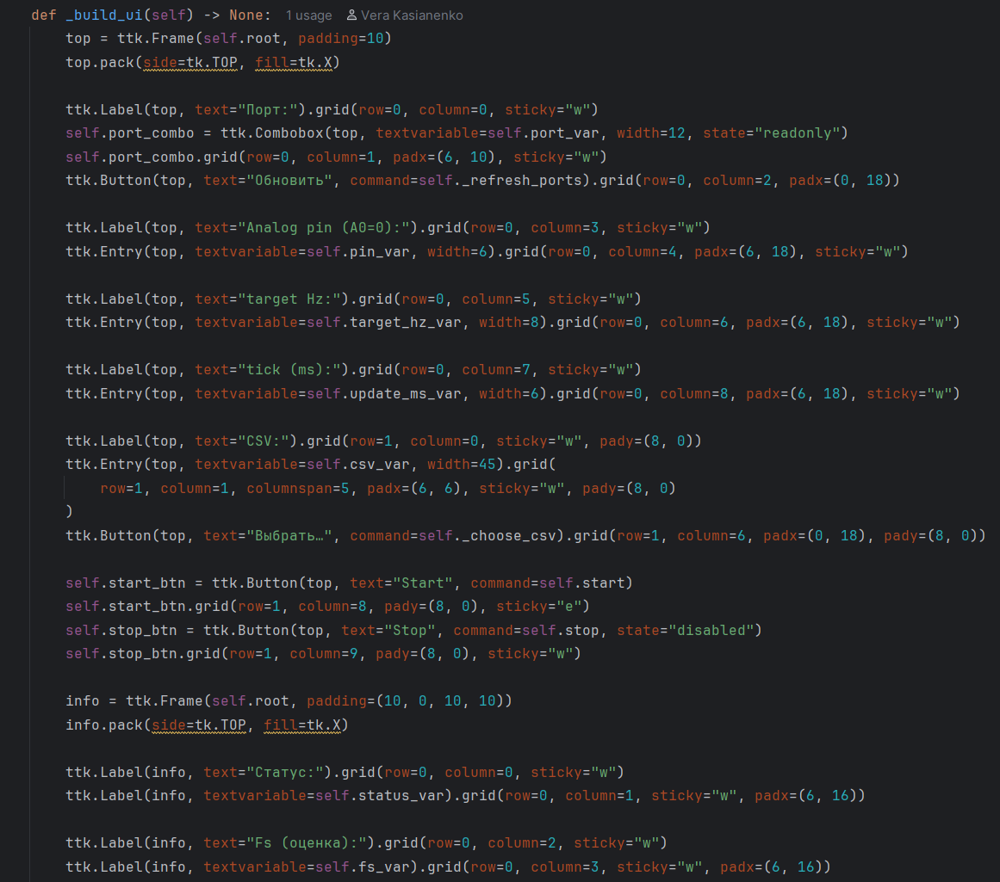 def _build_ui(self) -> None: 1 usage Vera Kasianenko
top = ttk.Frame(self.root, padding=10)
top.pack(side=tk.TOP, fill=tk.X)
ttk.Label(top, text="Порт:").grid(row=0, column=0, sticky="w")
self.port_combo = ttk.Combobox(top, textvariable=self.port_var, width=12, state="readonly")
self.port_combo.grid(row=0, column=1, padx=(6, 10), sticky="w")
ttk.Button(top, text="Обновить", command=self._refresh_ports).grid(row=0, column=2, padx=(0, 18))
ttk.Label(top, text="Analog pin (A0=0):").grid(row=0, column=3, sticky="w")
ttk.Entry(top, textvariable=self.pin_var, width=6).grid(row=0, column=4, padx=(6, 18), sticky="w")
ttk.Label(top, text="target Hz:").grid(row=0, column=5, sticky="w")
ttk.Entry(top, textvariable=self.target_hz_var, width=8).grid(row=0, column=6, padx=(6, 18), sticky="w")
ttk.Label(top, text="tick (ms):").grid(row=0, column=7, sticky="w")
ttk.Entry(top, textvariable=self.update_ms_var, width=6).grid(row=0, column=8, padx=(6, 18), sticky="w")
ttk.Label(top, text="CSV:").grid(row=1, column=0, sticky="w", pady=(8, 0))
ttk.Entry(top, textvariable=self.csv_var, width=45).grid(
row=1, column=1, columnspan=5, padx=(6, 6), sticky="w", pady=(8, 0)
)
ttk.Button(top, text="Выбрать…", command=self._choose_csv).grid(row=1, column=6, padx=(0, 18), pady=(8, 0))
self.start_btn = ttk.Button(top, text="Start", command=self.start)
self.start_btn.grid(row=1, column=8, pady=(8, 0), sticky="e")
self.stop_btn = ttk.Button(top, text="Stop", command=self.stop, state="disabled")
self.stop_btn.grid(row=1, column=9, pady=(8, 0), sticky="w")
info = ttk.Frame(self.root, padding=(10, 0, 10, 10))
info.pack(side=tk.TOP, fill=tk.X)
ttk.Label(info, text="Статус:").grid(row=0, column=0, sticky="w")
ttk.Label(info, textvariable=self.status_var).grid(row=0, column=1, sticky="w", padx=(6, 16))
ttk.Label(info, text="Fs (оценка):").grid(row=0, column=2, sticky="w")
ttk.Label(info, textvariable=self.fs_var).grid(row=0, column=3, sticky="w", padx=(6, 16))